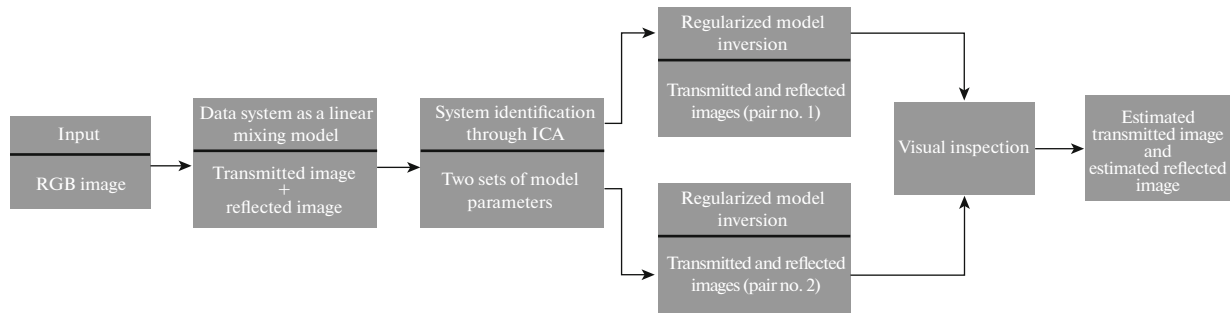 Input
RGB image
Data system as a linear
mixing model
Transmitted image
+
reflected image
System identification
through ICA
Two sets of model
parameters
Regularized model
inversion
Transmitted and reflected
images (pair no. 1)
Regularized model
inversion
Transmitted and reflected
images (pair no. 2)
Visual inspection
Estimated
transmitted image
and
estimated reflected
image